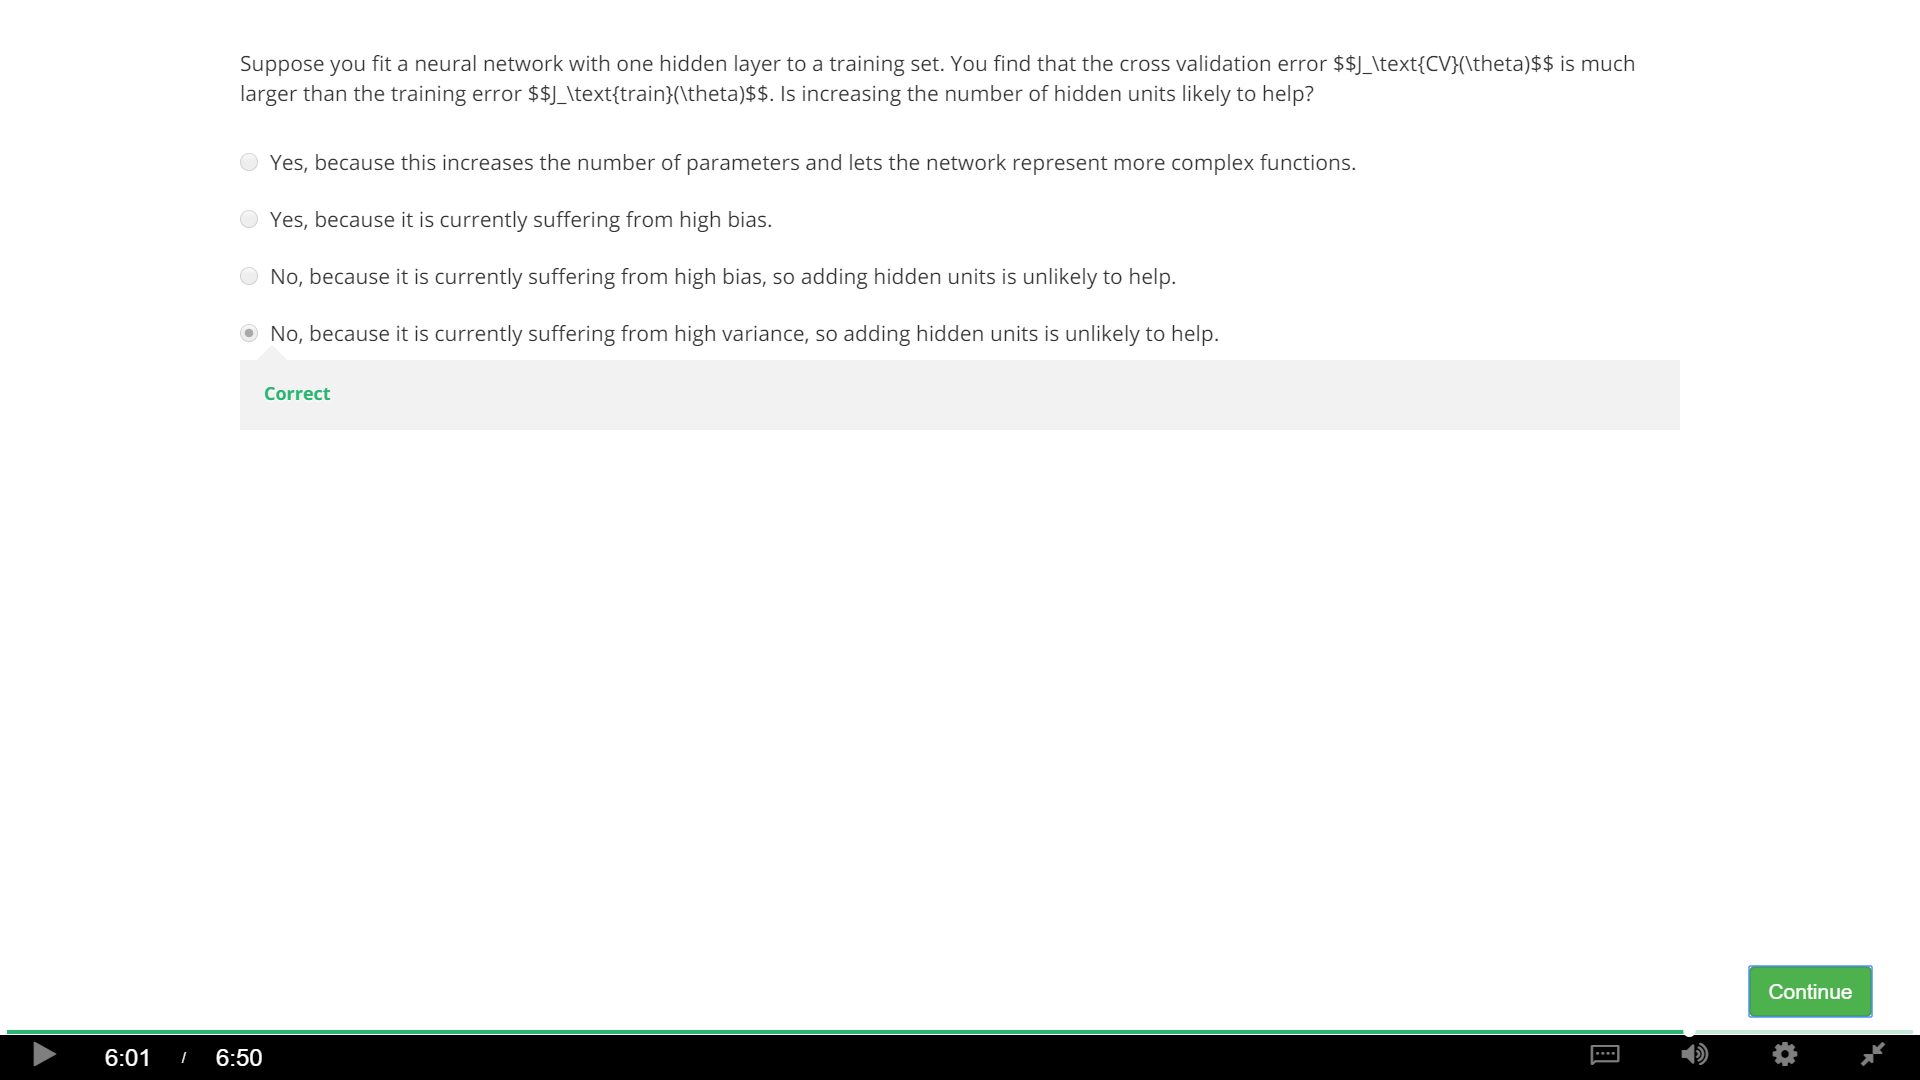 Suppose you fit a neural network with one hidden layer to a training set. You find that the cross validation error $$J_\text{CV}(\theta)$$ is much
larger than the training error $$J_\text{train}(\theta)$$. Is increasing the number of hidden units likely to help?
Yes, because this increases the number of parameters and lets the network represent more complex functions.
Yes, because it is currently suffering from high bias.
No, because it is currently suffering from high bias, so adding hidden units is unlikely to help.
No, because it is currently suffering from high variance, so adding hidden units is unlikely to help.
Correct
Continue
6:01 / 6:50